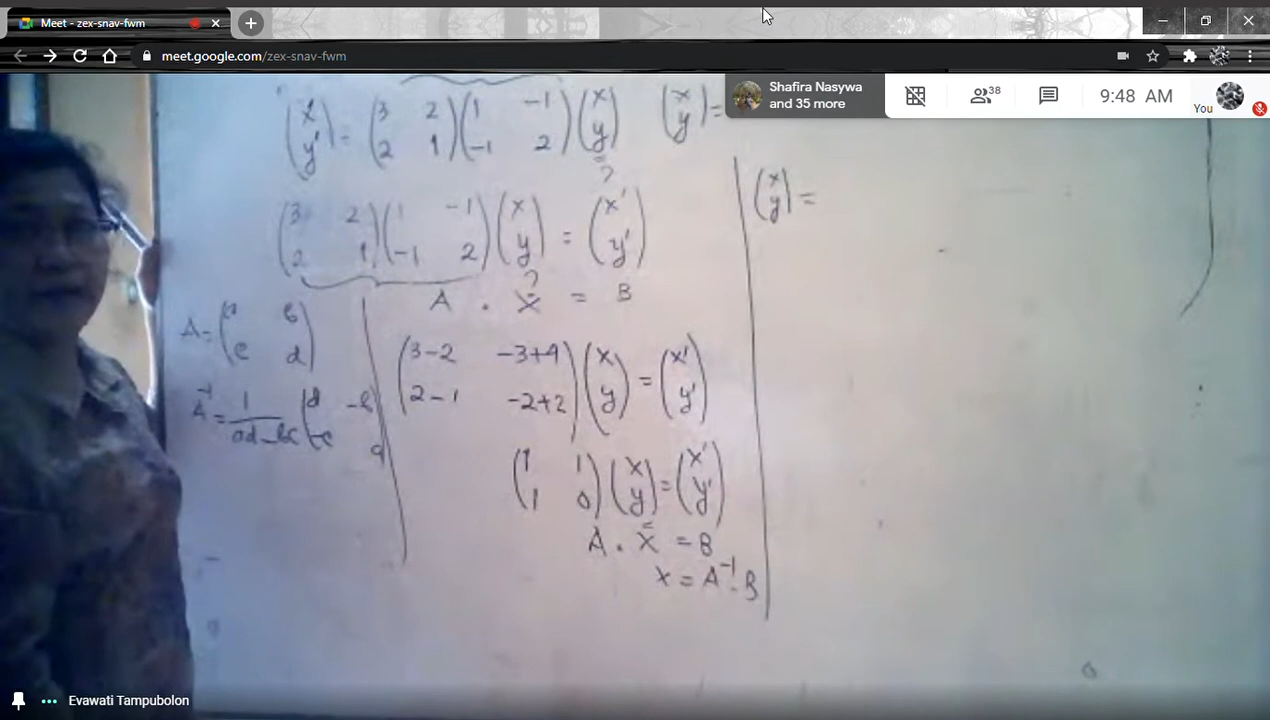 Meet - zex-snav-fwm
meet.google.com/zex-snav-fwm
Shafira Nasywa
and 35 more
38
9:48 AM
You
(x' y') = (3 2 2 1) (1 -1 -1 2) (x y)
(x y) =
= ?
(3 2 2 1) (1 -1 -1 2) (x y) = (x' y')
?
A . X = B
A = (a b c d)
A⁻¹ = 1 / ad-bc (d -b -c a)
(3-2 -3+4 2-1 -2+2) (x y) = (x' y')
(1 1 1 0) (x y) = (x' y')
A . X = B
x = A⁻¹ . B
(x y) =
Evawati Tampubolon